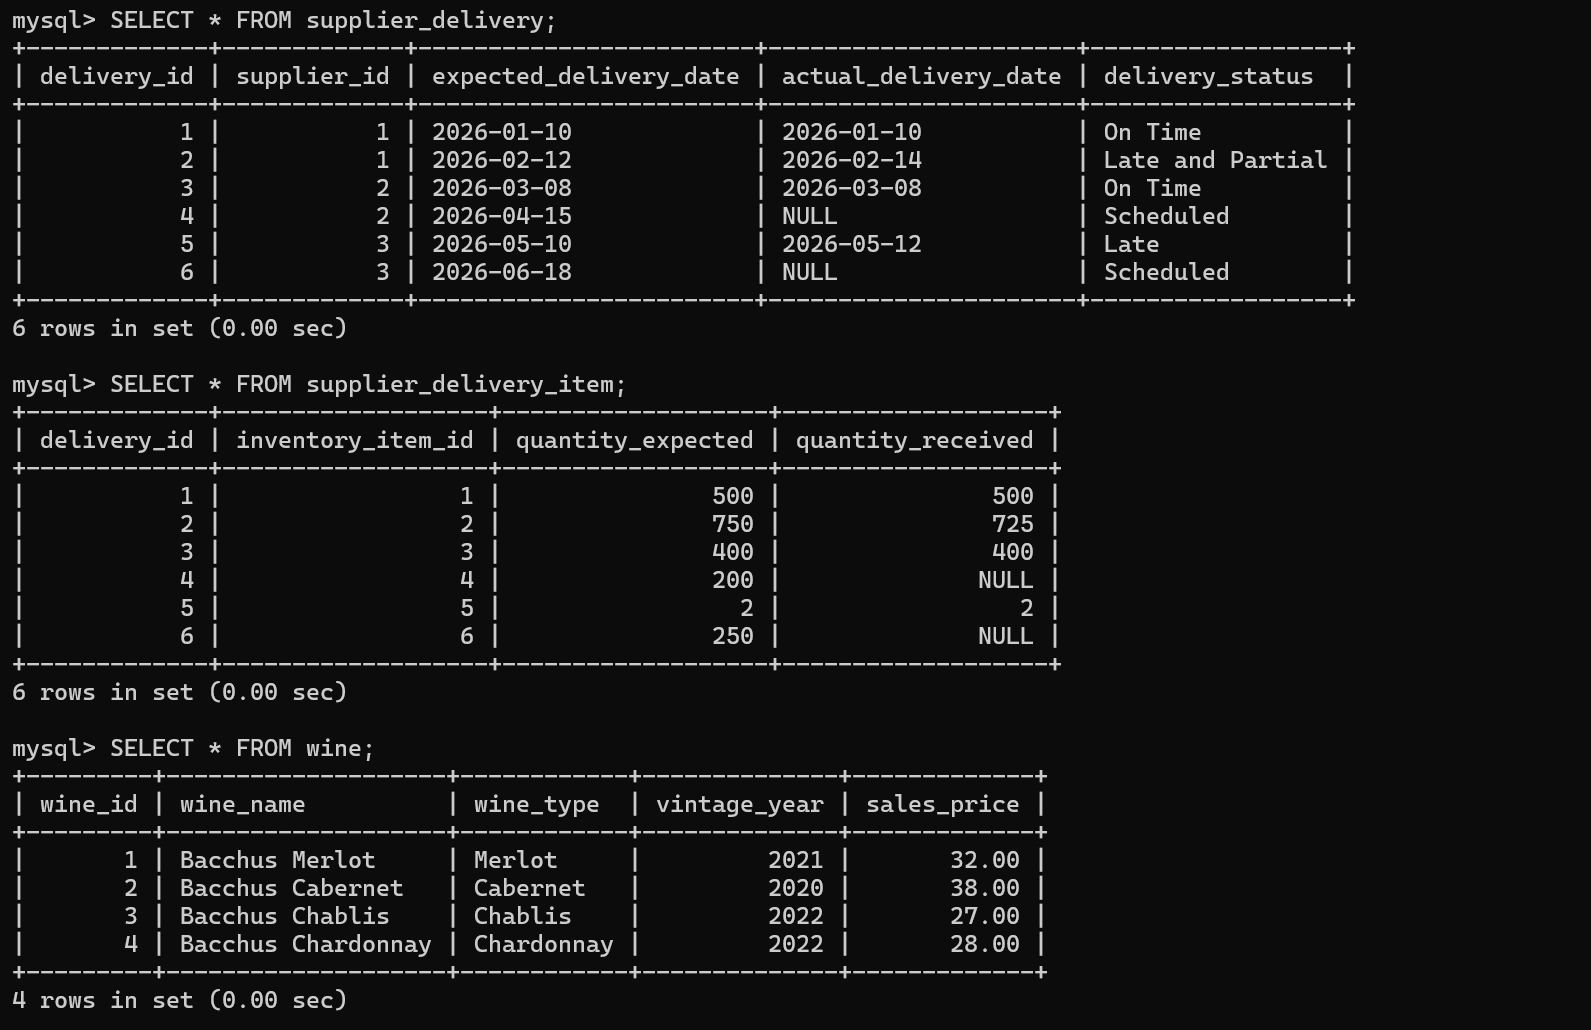 mysql> SELECT * FROM supplier_delivery;
+-------------+-------------+------------------------+----------------------+------------------+
| delivery_id | supplier_id | expected_delivery_date | actual_delivery_date | delivery_status  |
+-------------+-------------+------------------------+----------------------+------------------+
|           1 |           1 | 2026-01-10             | 2026-01-10           | On Time          |
|           2 |           1 | 2026-02-12             | 2026-02-14           | Late and Partial |
|           3 |           2 | 2026-03-08             | 2026-03-08           | On Time          |
|           4 |           2 | 2026-04-15             | NULL                 | Scheduled        |
|           5 |           3 | 2026-05-10             | 2026-05-12           | Late             |
|           6 |           3 | 2026-06-18             | NULL                 | Scheduled        |
+-------------+-------------+------------------------+----------------------+------------------+
6 rows in set (0.00 sec)

mysql> SELECT * FROM supplier_delivery_item;
+-------------+-------------------+-------------------+-------------------+
| delivery_id | inventory_item_id | quantity_expected | quantity_received |
+-------------+-------------------+-------------------+-------------------+
|           1 |                 1 |               500 |               500 |
|           2 |                 2 |               750 |               725 |
|           3 |                 3 |               400 |               400 |
|           4 |                 4 |               200 |              NULL |
|           5 |                 5 |                 2 |                 2 |
|           6 |                 6 |               250 |              NULL |
+-------------+-------------------+-------------------+-------------------+
6 rows in set (0.00 sec)

mysql> SELECT * FROM wine;
+---------+--------------------+------------+--------------+-------------+
| wine_id | wine_name          | wine_type  | vintage_year | sales_price |
+---------+--------------------+------------+--------------+-------------+
|       1 | Bacchus Merlot     | Merlot     |         2021 |       32.00 |
|       2 | Bacchus Cabernet   | Cabernet   |         2020 |       38.00 |
|       3 | Bacchus Chablis    | Chablis    |         2022 |       27.00 |
|       4 | Bacchus Chardonnay | Chardonnay |         2022 |       28.00 |
+---------+--------------------+------------+--------------+-------------+
4 rows in set (0.00 sec)